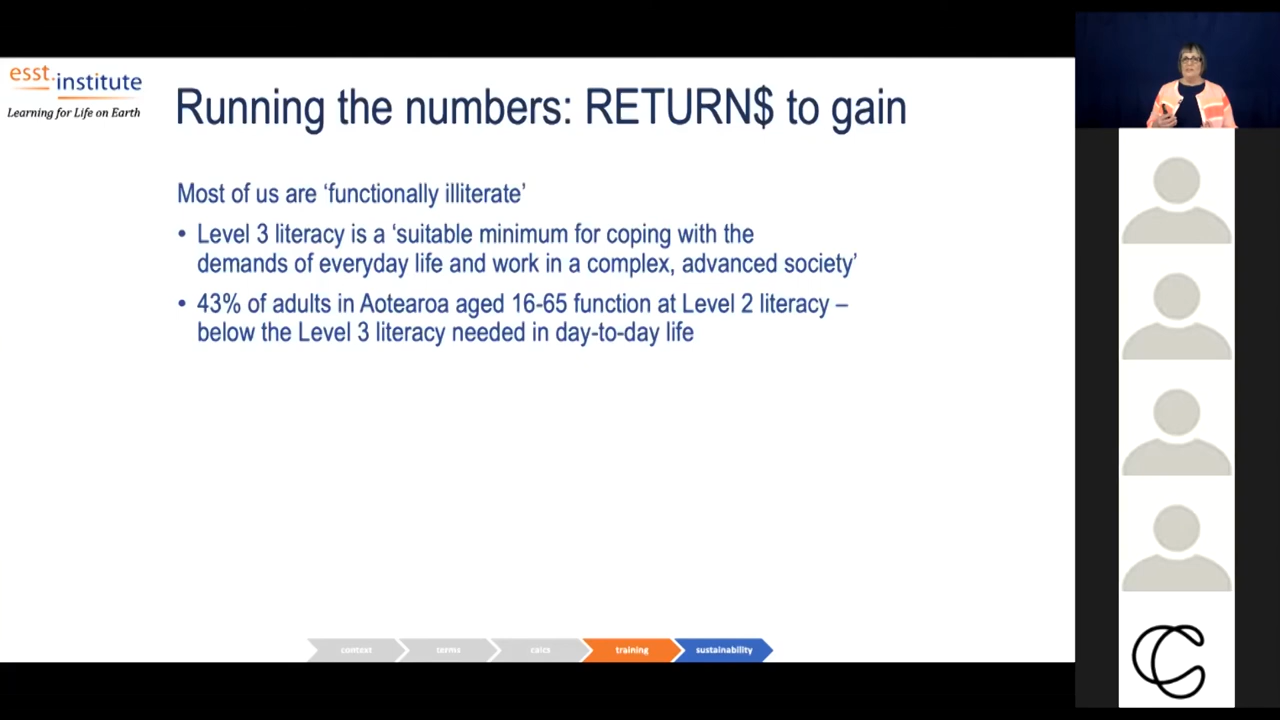 esst.institute
Learning for Life on Earth
Running the numbers: RETURN$ to gain
Most of us are ‘functionally illiterate’
• Level 3 literacy is a ‘suitable minimum for coping with the
demands of everyday life and work in a complex, advanced society’
• 43% of adults in Aotearoa aged 16-65 function at Level 2 literacy –
below the Level 3 literacy needed in day-to-day life
context terms calcs training sustainability